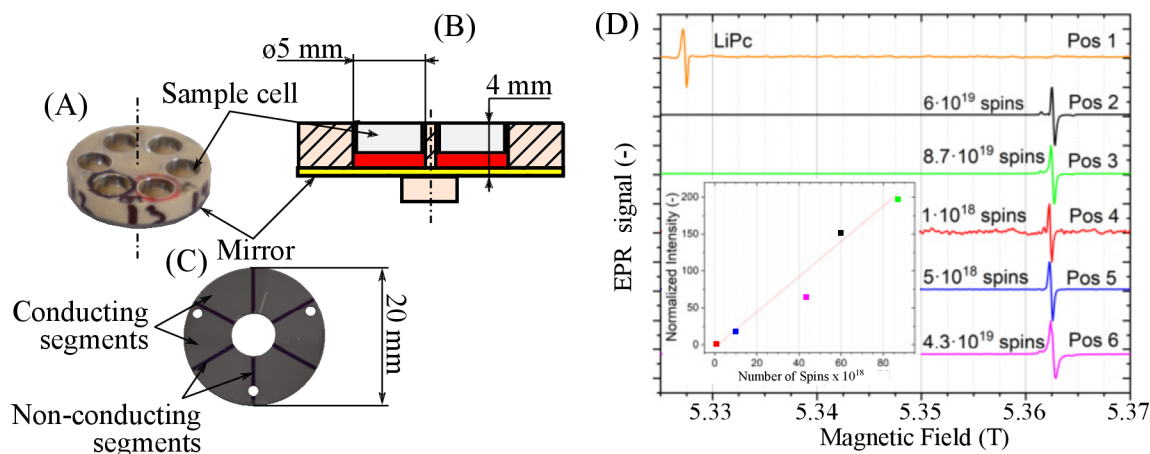 (A)
(B)
ø5 mm
4 mm
Sample cell
Mirror
(C)
Conducting
segments
Non-conducting
segments
20 mm
(D)
EPR signal (-)
LiPc
Pos 1
6·10¹⁹ spins
Pos 2
8.7·10¹⁹ spins
Pos 3
1·10¹⁸ spins
Pos 4
5·10¹⁸ spins
Pos 5
4.3·10¹⁹ spins
Pos 6
Normalized Intensity (-)
200
150
100
50
0
0 20 40 60 80
Number of Spins x 10¹⁸
5.33 5.34 5.35 5.36 5.37
Magnetic Field (T)